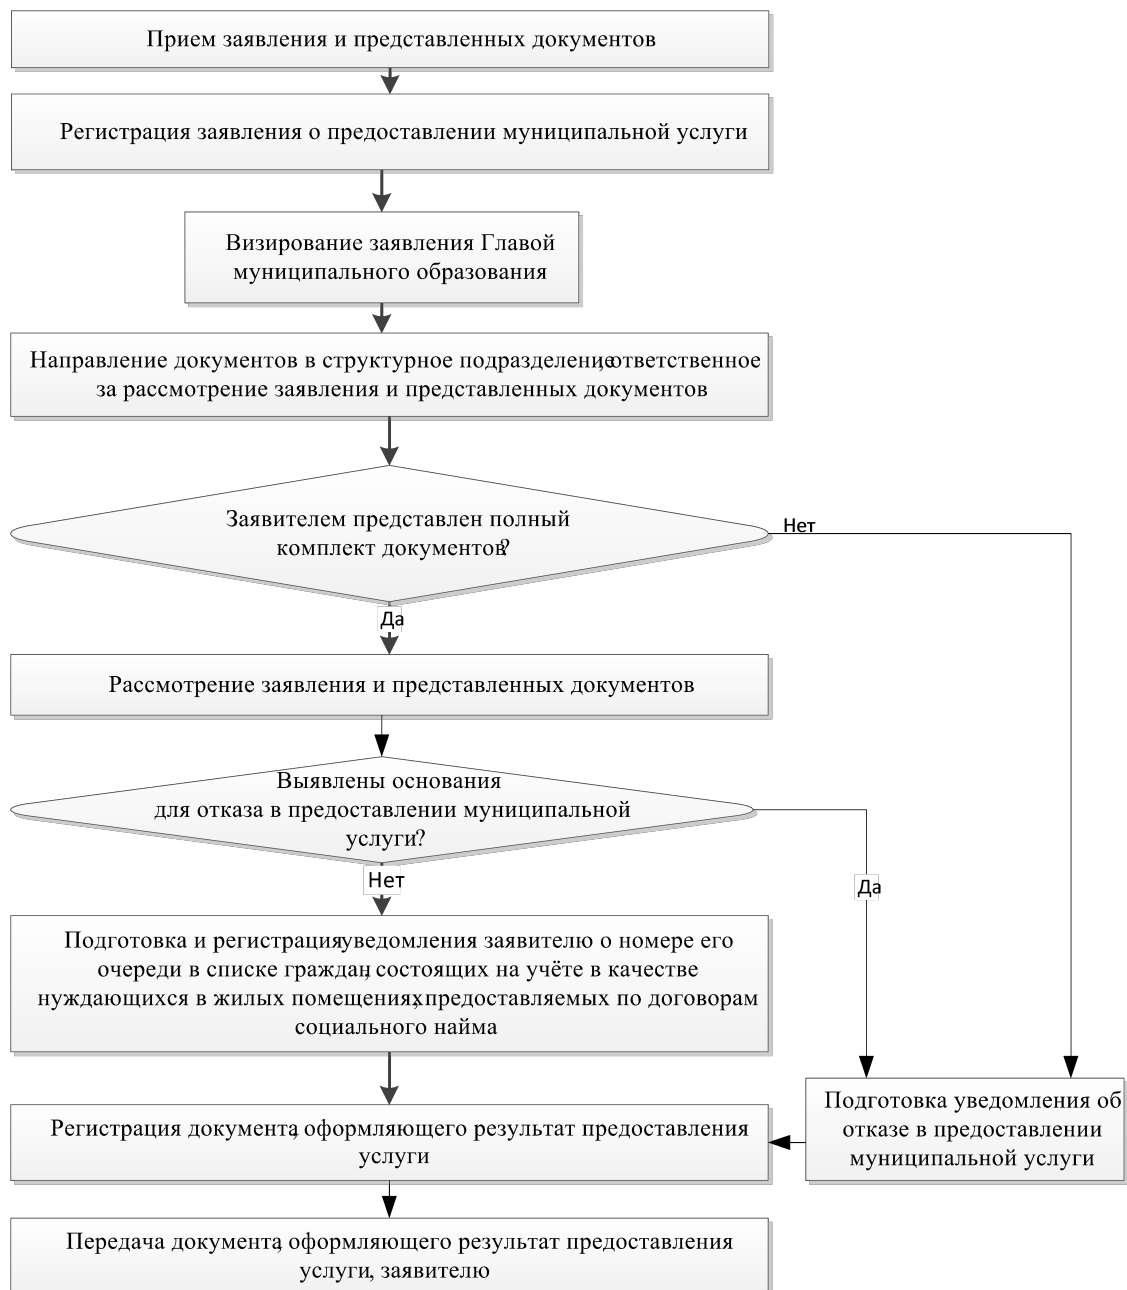 Прием заявления и представленных документов
Регистрация заявления о предоставлении муниципальной услуги
Визирование заявления Главой
муниципального образования
Направление документов в структурное подразделение, ответственное
за рассмотрение заявления и представленных документов
Заявителем представлен полный
комплект документов?
Нет
Да
Рассмотрение заявления и представленных документов
Выявлены основания
для отказа в предоставлении муниципальной
услуги?
Нет
Да
Подготовка и регистрация уведомления заявителю о номере его
очереди в списке граждан, состоящих на учёте в качестве
нуждающихся в жилых помещениях, предоставляемых по договорам
социального найма
Подготовка уведомления об
отказе в предоставлении
муниципальной услуги
Регистрация документа, оформляющего результат предоставления
услуги
Передача документа, оформляющего результат предоставления
услуги, заявителю